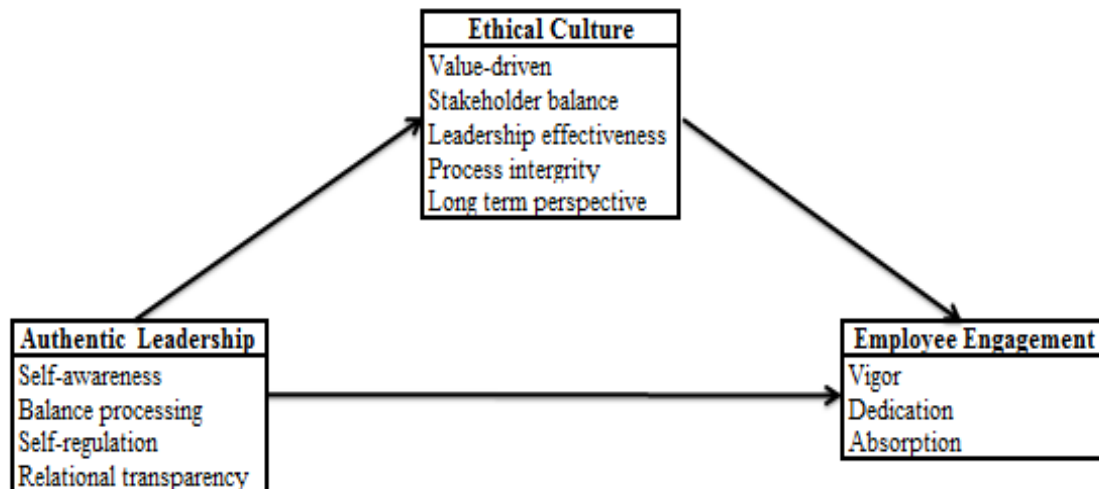 Ethical Culture
Value-driven
Stakeholder balance
Leadership effectiveness
Process intergrity
Long term perspective
Authentic Leadership
Self-awareness
Balance processing
Self-regulation
Relational transparency
Employee Engagement
Vigor
Dedication
Absorption